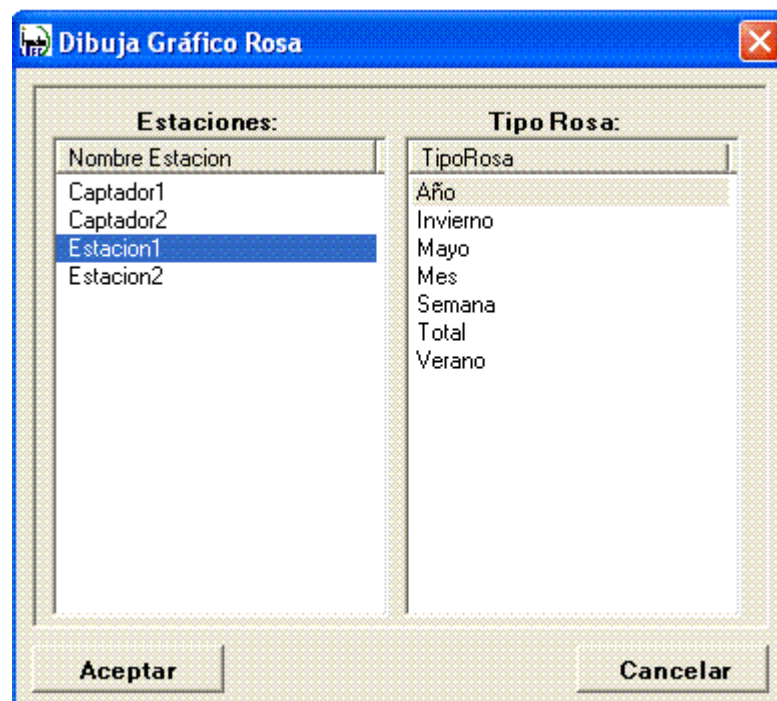 Dibuja Gráfico Rosa
Estaciones:
Nombre Estacion
Captador1
Captador2
Estacion1
Estacion2
Tipo Rosa:
TipoRosa
Año
Invierno
Mayo
Mes
Semana
Total
Verano
Aceptar
Cancelar